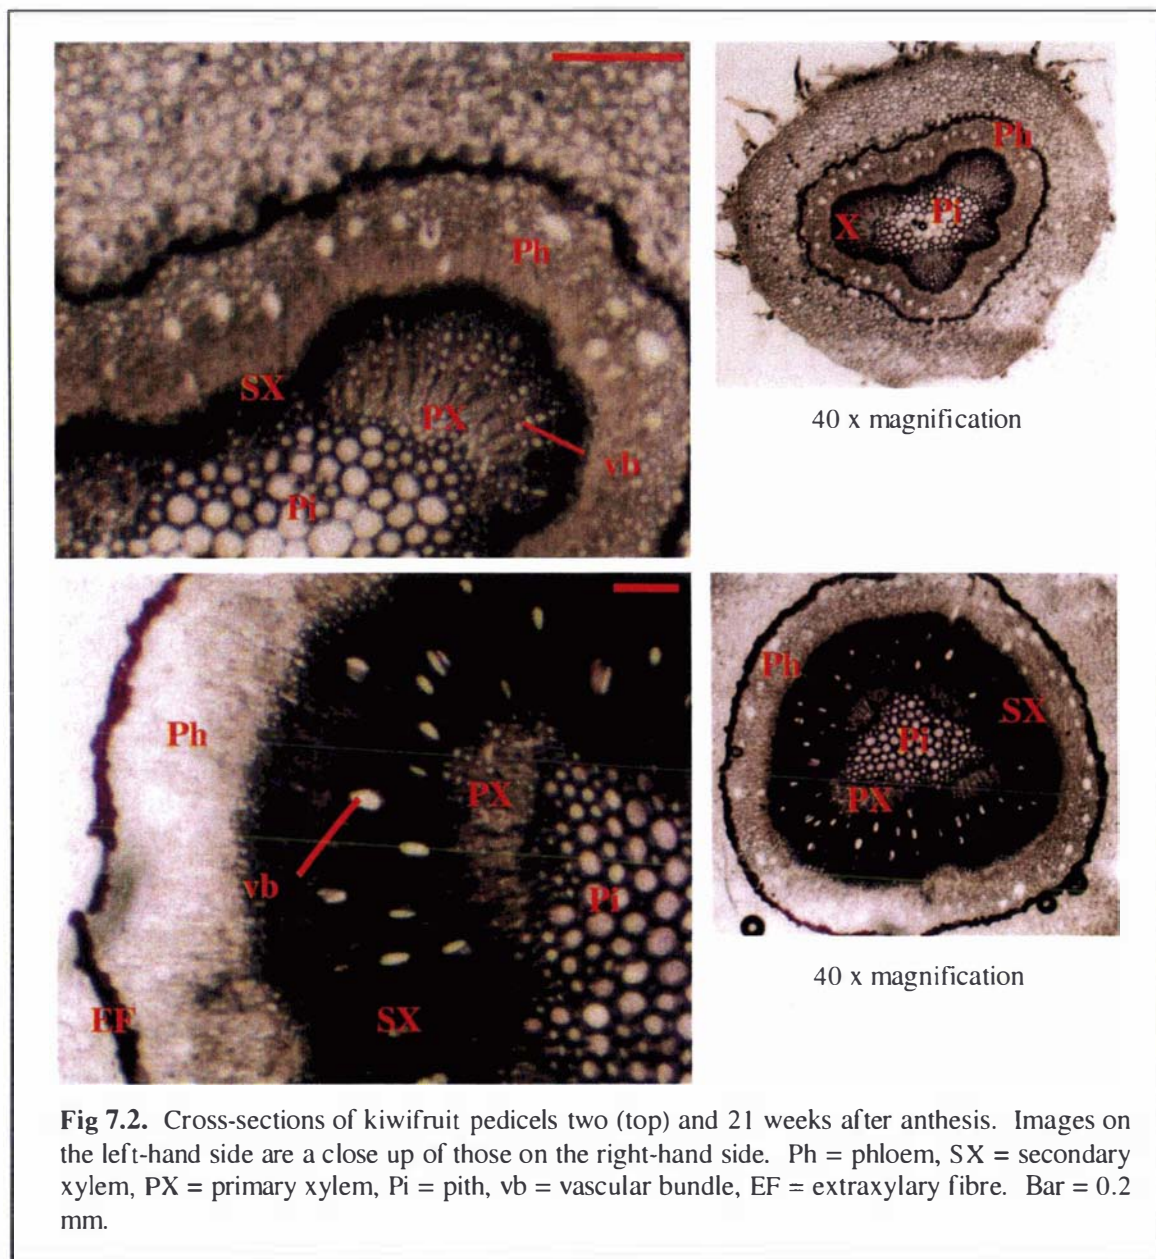 Ph
SX
PX
vb
Pi
Ph
Pi
X
40 x magnification
Ph
PX
vb
Pi
EF
SX
Ph
SX
Pi
PX
40 x magnification
Fig 7.2. Cross-sections of kiwifruit pedicels two (top) and 21 weeks after anthesis. Images on
the left-hand side are a close up of those on the right-hand side. Ph = phloem, SX = secondary
xylem, PX = primary xylem, Pi = pith, vb = vascular bundle, EF = extraxylary fibre. Bar = 0.2
mm.